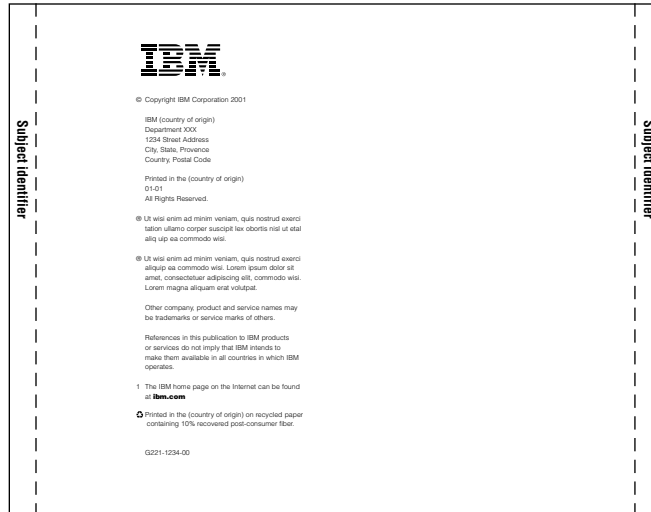 IBM®
© Copyright IBM Corporation 2001
IBM (country of origin)
Department XXX
1234 Street Address
City, State, Provence
Country, Postal Code
Printed in the (country of origin)
01-01
All Rights Reserved.
® Ut wisi enim ad minim veniam, quis nostrud exerci
tation ullamo corper suscipit lex obortis nisl ut etal
aliq uip ea commodo wisi.
® Ut wisi enim ad minim veniam, quis nostrud exerci
aliquip ea commodo wisi. Lorem ipsum dolor sit
amet, consectetuer adipiscing elit, commodo wisi.
Lorem magna aliquam erat volutpat.
Other company, product and service names may
be trademarks or service marks of others.
References in this publication to IBM products
or services do not imply that IBM intends to
make them available in all countries in which IBM
operates.
1 The IBM home page on the Internet can be found
at ibm.com
♻ Printed in the (country of origin) on recycled paper
containing 10% recovered post-consumer fiber.
G221-1234-00
Subject identifier
Subject identifier